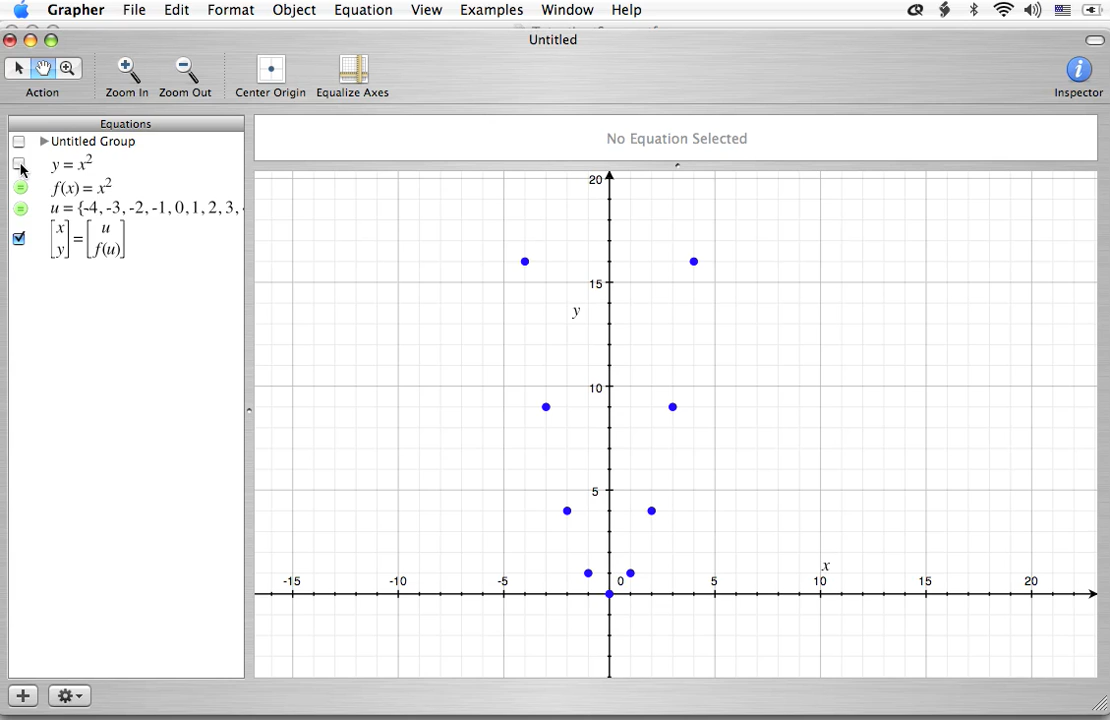 Grapher File Edit Format Object Equation View Examples Window Help
Untitled
Action Zoom In Zoom Out Center Origin Equalize Axes Inspector
Equations
Untitled Group
y = x²
f(x) = x²
u = {-4, -3, -2, -1, 0, 1, 2, 3,
[x y] = [u f(u)]
No Equation Selected
20
15
y
10
5
x
-15 -10 -5 0 5 10 15 20